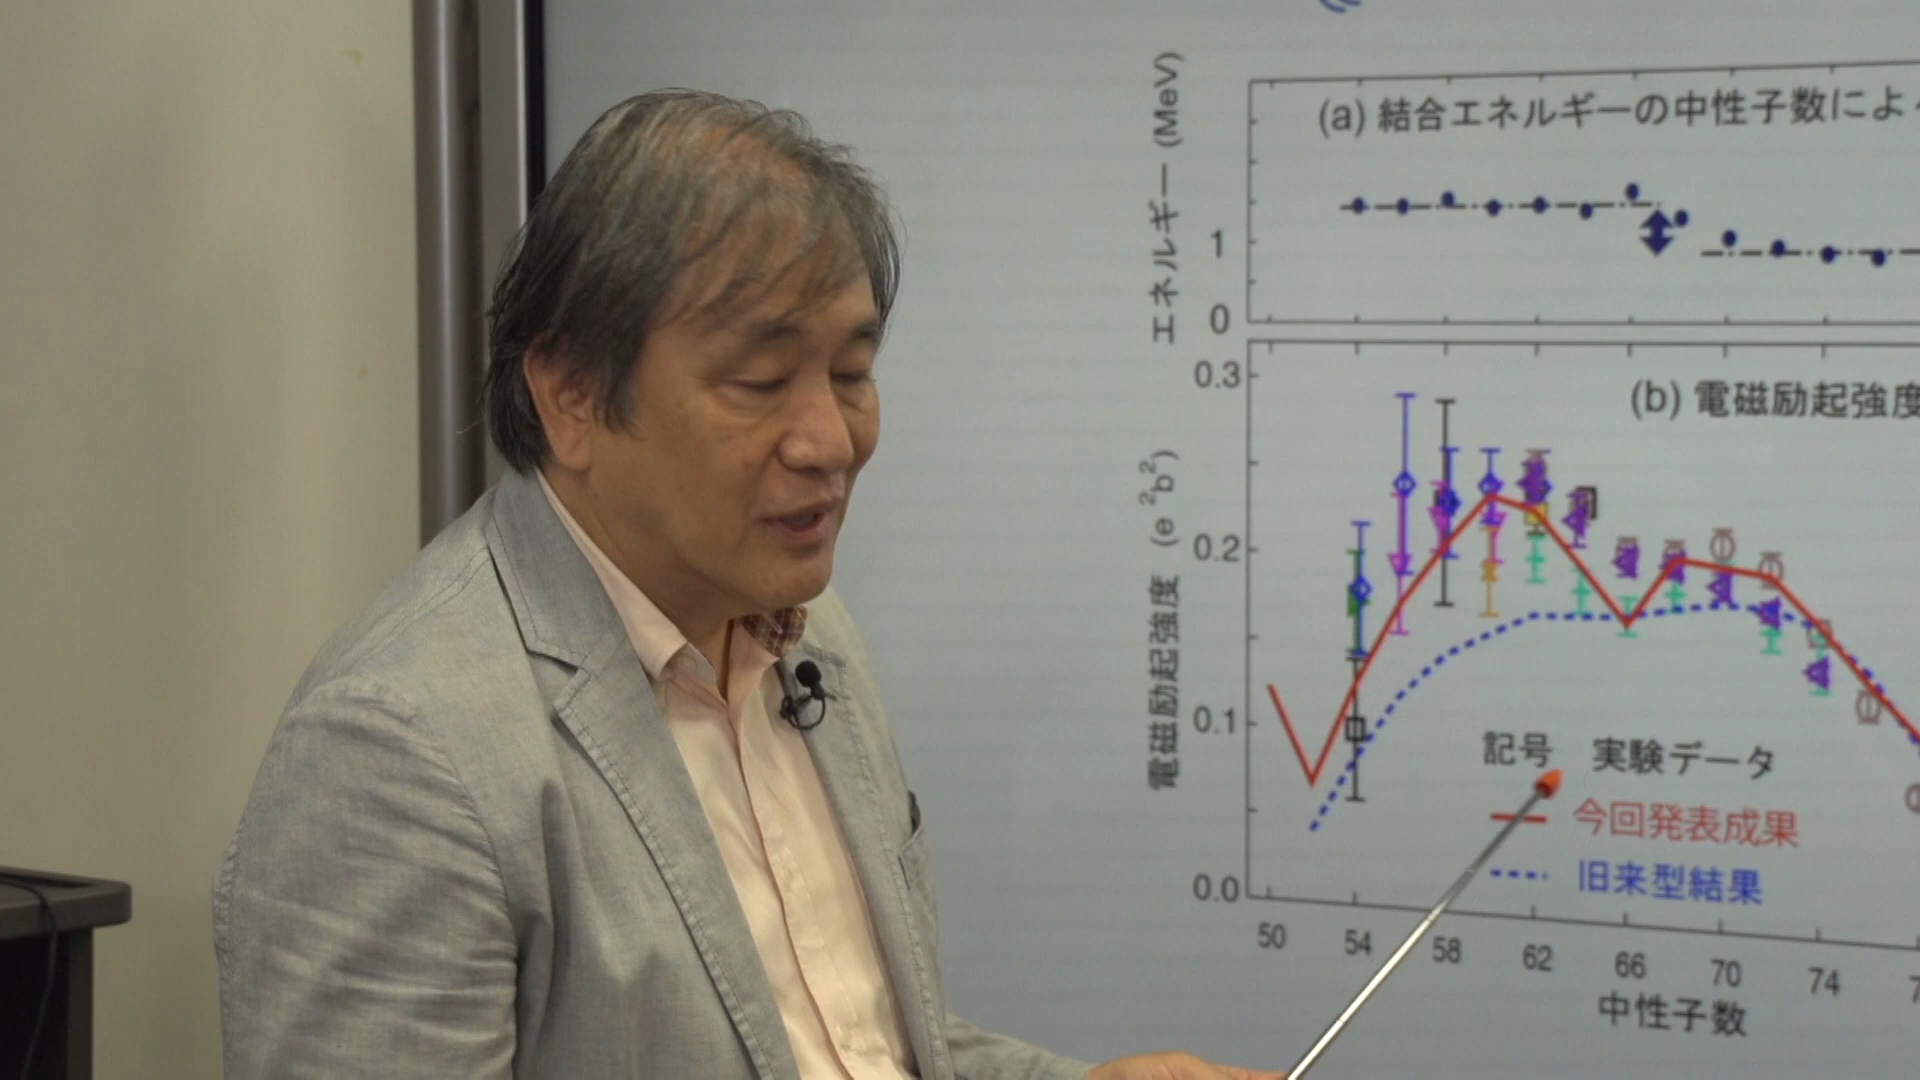 (a) 結合エネルギーの中性子数によ
エネルギー (MeV)
1
0
(b) 電磁励起強度
電磁励起強度 (e²b²)
0.3
0.2
0.1
0.0
記号 実験データ
今回発表成果
旧来型結果
50 54 58 62 66 70 74
中性子数